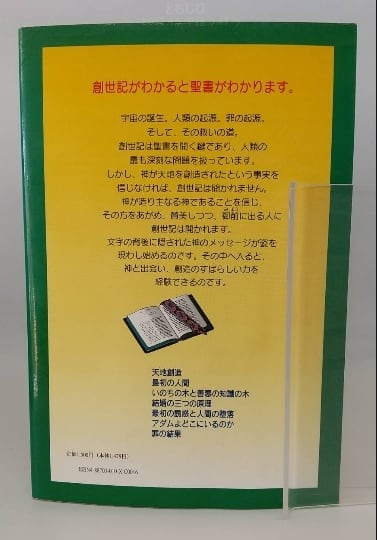 創世記がわかると聖書がわかります。
宇宙の誕生。人類の起源。罪の起源。
そして、その救いの道。
創世記は聖書を開く鍵であり、人類の
最も深刻な問題を扱っています。
しかし、神が天地を創造されたという事実を
信じなければ、創世記は開かれません。
神が造り主なる神であることを信じ、
その方をあがめ、賛美しつつ、御前に出る人に
創世記は開かれます。
文字の背後に隠された神のメッセージが姿を
現わし始めるのです。その中へ入ると、
神と出会い、創造のすばらしい力を
経験できるのです。
天地創造
最初の人間
いのちの木と善悪の知識の木
結婚の三つの原理
最初の誘惑と人間の堕落
アダムよどこにいるのか
罪の結果